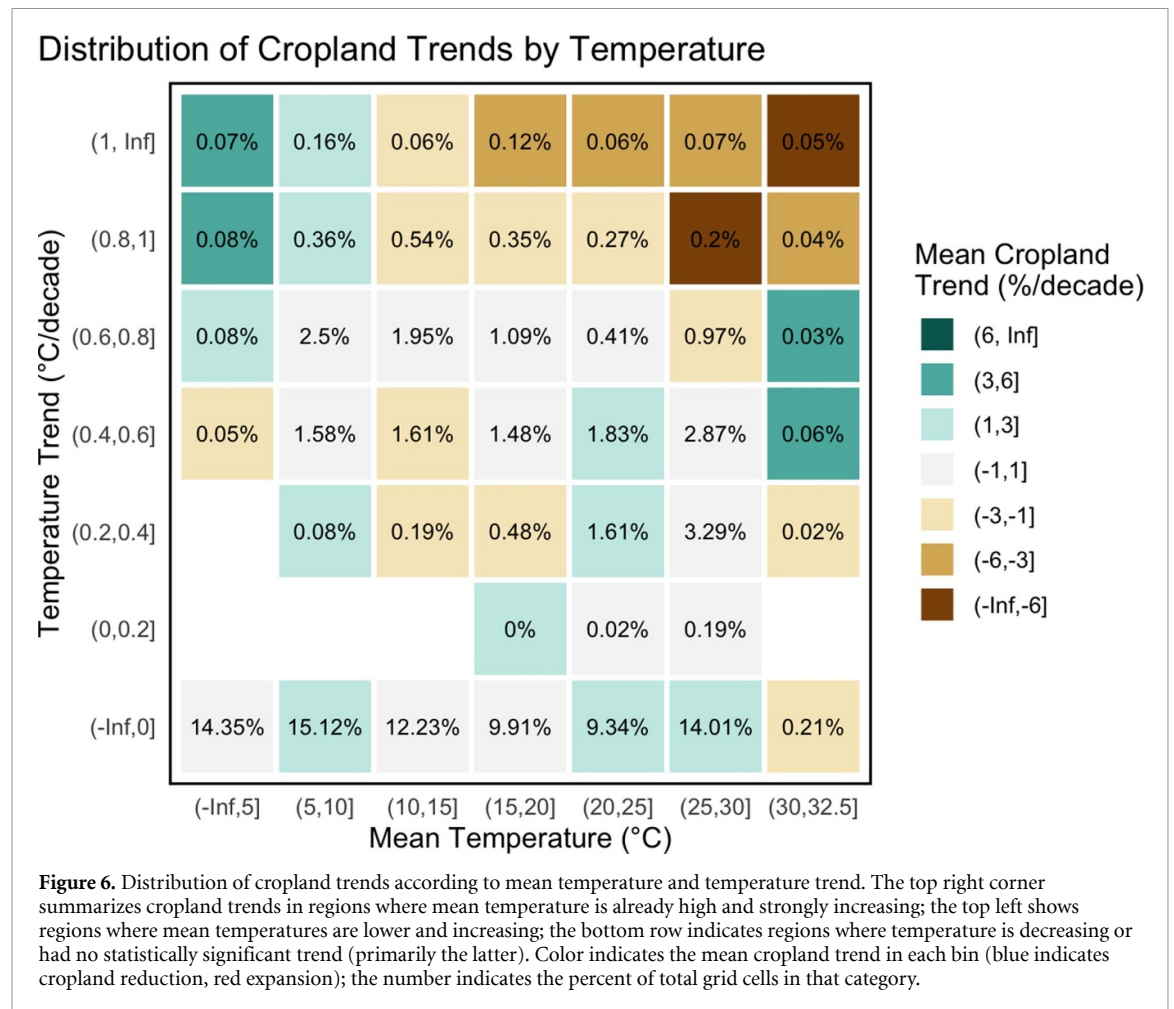 Distribution of Cropland Trends by Temperature
Temperature Trend (°C/decade)
(1, Inf] 0.07% 0.16% 0.06% 0.12% 0.06% 0.07% 0.05%
(0.8,1] 0.08% 0.36% 0.54% 0.35% 0.27% 0.2% 0.04%
(0.6,0.8] 0.08% 2.5% 1.95% 1.09% 0.41% 0.97% 0.03%
(0.4,0.6] 0.05% 1.58% 1.61% 1.48% 1.83% 2.87% 0.06%
(0.2,0.4] 0.08% 0.19% 0.48% 1.61% 3.29% 0.02%
(0,0.2] 0% 0.02% 0.19%
(-Inf,0] 14.35% 15.12% 12.23% 9.91% 9.34% 14.01% 0.21%
(-Inf,5] (5,10] (10,15] (15,20] (20,25] (25,30] (30,32.5]
Mean Temperature (°C)
Mean Cropland
Trend (%/decade)
(6, Inf]
(3,6]
(1,3]
(-1,1]
(-3,-1]
(-6,-3]
(-Inf,-6]
Figure 6. Distribution of cropland trends according to mean temperature and temperature trend. The top right corner
summarizes cropland trends in regions where mean temperature is already high and strongly increasing; the top left shows
regions where mean temperatures are lower and increasing; the bottom row indicates regions where temperature is decreasing or
had no statistically significant trend (primarily the latter). Color indicates the mean cropland trend in each bin (blue indicates
cropland reduction, red expansion); the number indicates the percent of total grid cells in that category.